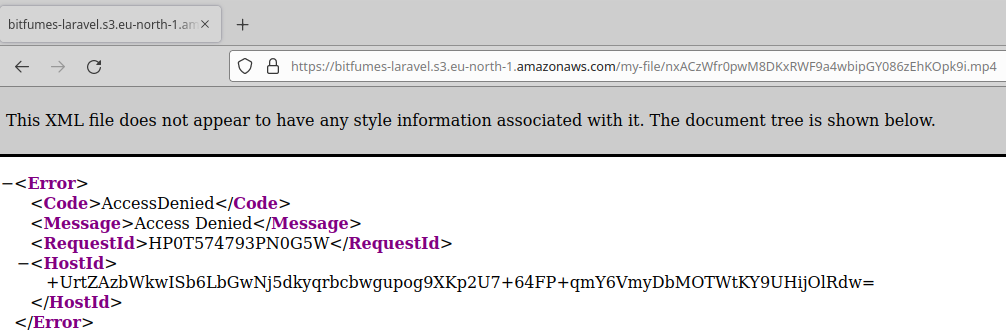 bitfumes-laravel.s3.eu-north-1.am
https://bitfumes-laravel.s3.eu-north-1.amazonaws.com/my-file/nxACzWfr0pwM8DKxRWF9a4wbipGY086zEhKOpk9i.mp4
This XML file does not appear to have any style information associated with it. The document tree is shown below.
−<Error>
<Code>AccessDenied</Code>
<Message>Access Denied</Message>
<RequestId>HP0T574793PN0G5W</RequestId>
−<HostId>
+UrtZAzbWkwISb6LbGwNj5dkyqrbcbwgupog9XKp2U7+64FP+qmY6VmyDbMOTWtKY9UHijOlRdw=
</HostId>
</Error>